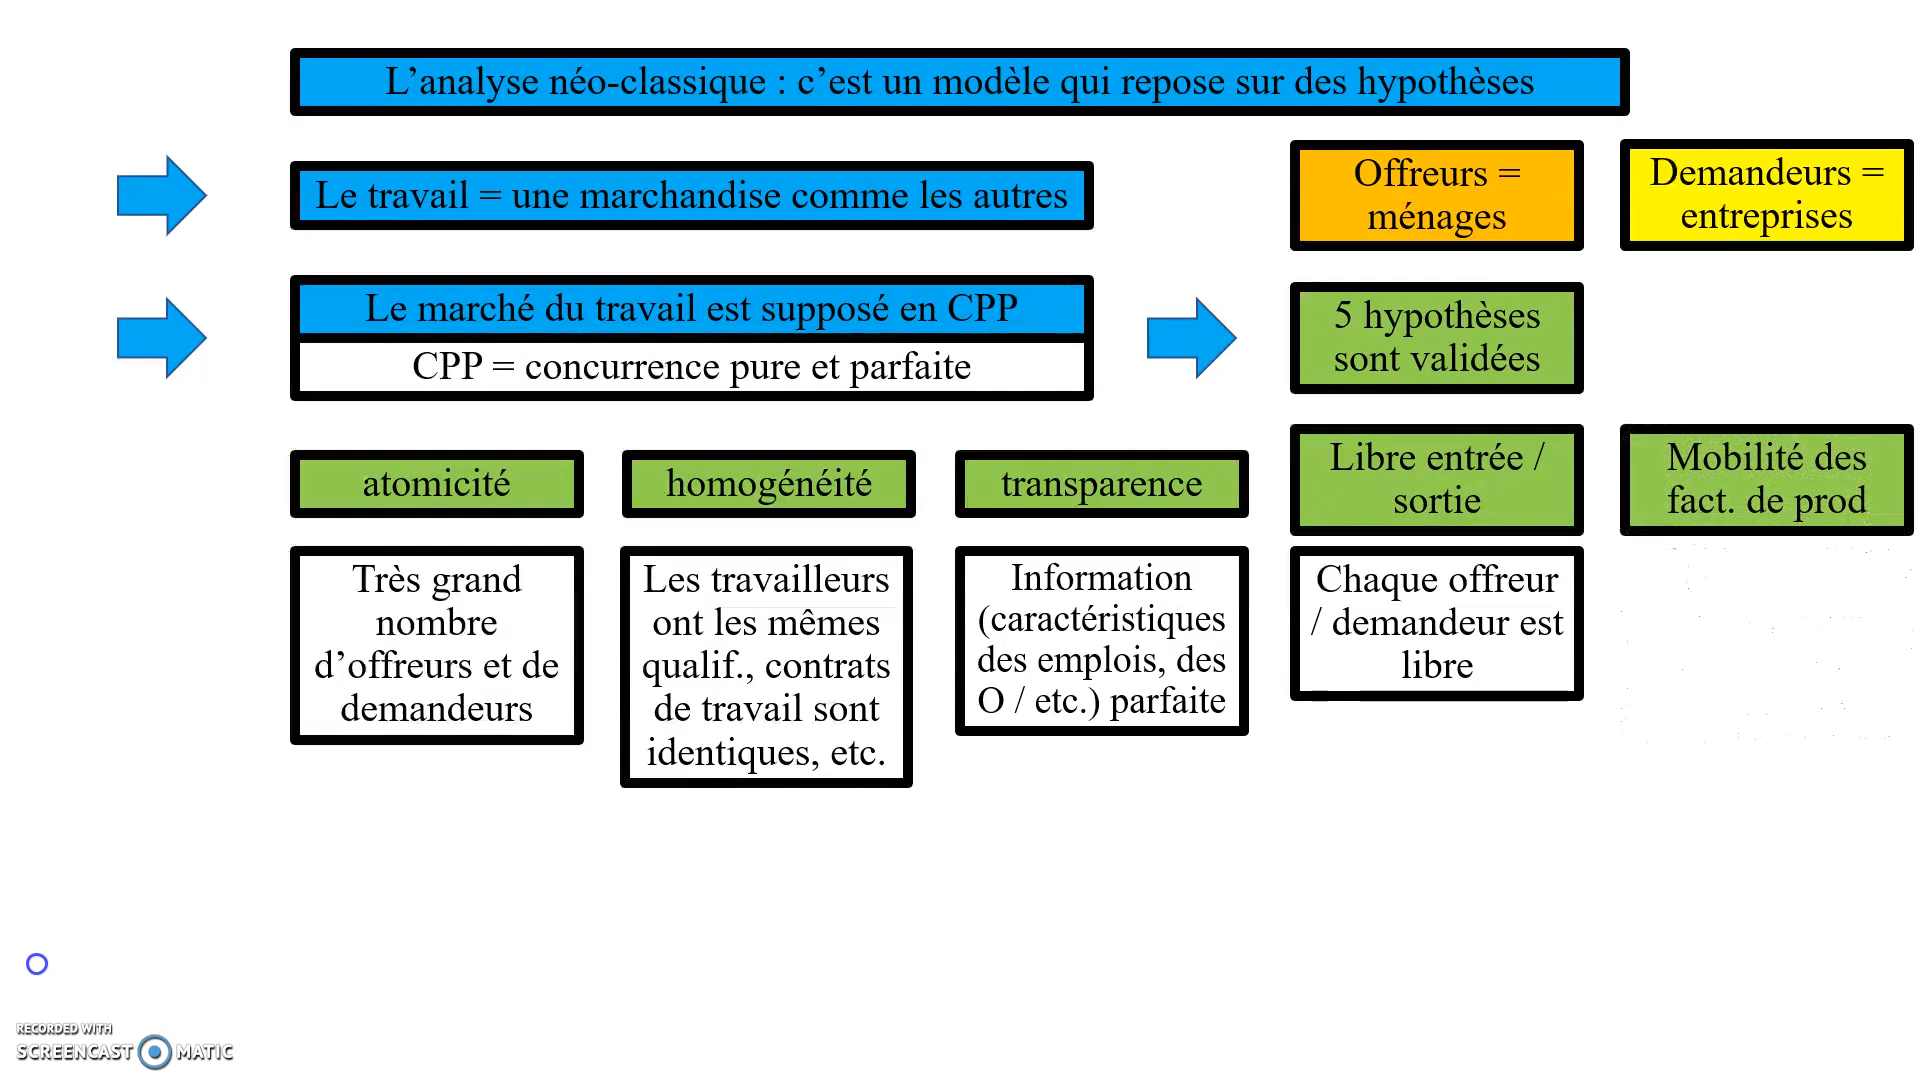 L’analyse néo-classique : c’est un modèle qui repose sur des hypothèses
Le travail = une marchandise comme les autres
Offreurs =
ménages
Demandeurs =
entreprises
Le marché du travail est supposé en CPP
CPP = concurrence pure et parfaite
5 hypothèses
sont validées
atomicité
homogénéité
transparence
Libre entrée /
sortie
Mobilité des
fact. de prod
Très grand
nombre
d’offreurs et de
demandeurs
Les travailleurs
ont les mêmes
qualif., contrats
de travail sont
identiques, etc.
Information
(caractéristiques
des emplois, des
O / etc.) parfaite
Chaque offreur
/ demandeur est
libre
RECORDED WITH
SCREENCAST MATIC